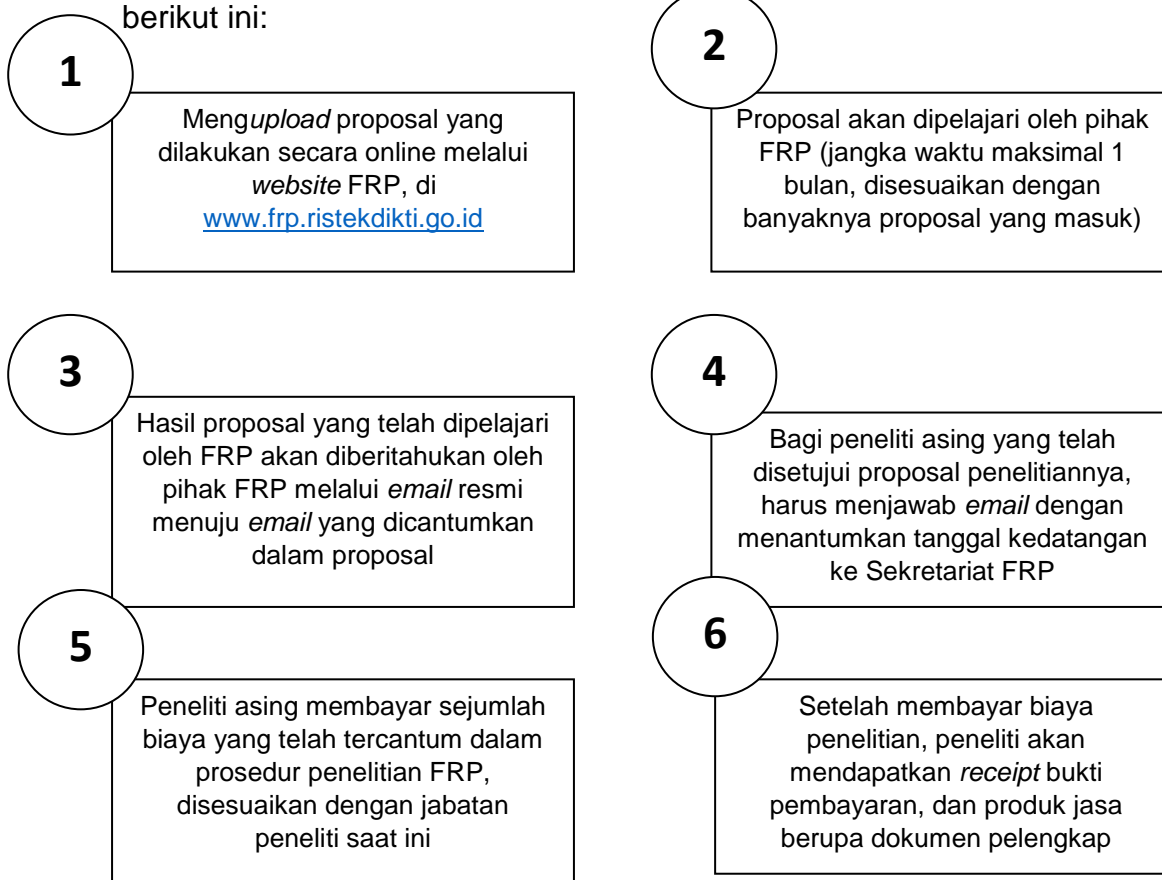 berikut ini:
1
Mengupload proposal yang
dilakukan secara online melalui
website FRP, di
www.frp.ristekdikti.go.id
2
Proposal akan dipelajari oleh pihak
FRP (jangka waktu maksimal 1
bulan, disesuaikan dengan
banyaknya proposal yang masuk)
3
Hasil proposal yang telah dipelajari
oleh FRP akan diberitahukan oleh
pihak FRP melalui email resmi
menuju email yang dicantumkan
dalam proposal
4
Bagi peneliti asing yang telah
disetujui proposal penelitiannya,
harus menjawab email dengan
menantumkan tanggal kedatangan
ke Sekretariat FRP
5
Peneliti asing membayar sejumlah
biaya yang telah tercantum dalam
prosedur penelitian FRP,
disesuaikan dengan jabatan
peneliti saat ini
6
Setelah membayar biaya
penelitian, peneliti akan
mendapatkan receipt bukti
pembayaran, dan produk jasa
berupa dokumen pelengkap